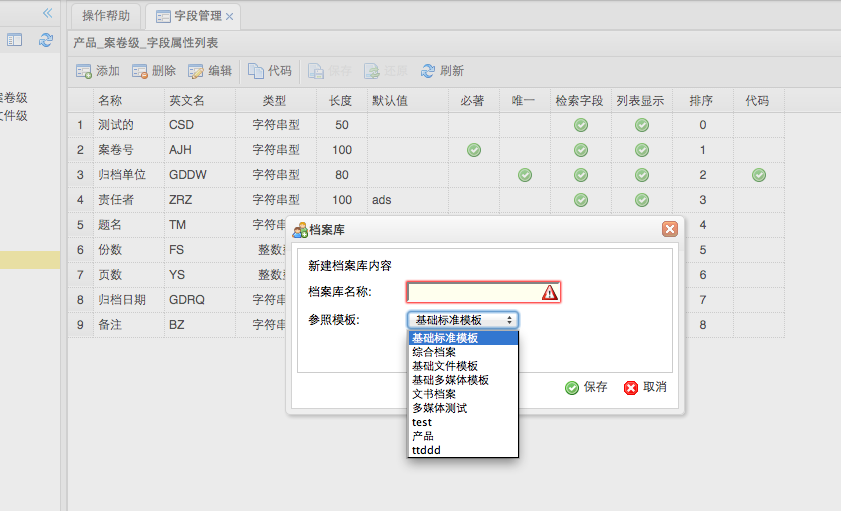 操作帮助 字段管理
产品_案卷级_字段属性列表
添加 删除 编辑 代码 保存 还原 刷新
案卷级
文件级
名称 英文名 类型 长度 默认值 必著 唯一 检索字段 列表显示 排序 代码
1 测试的 CSD 字符串型 50 0
2 案卷号 AJH 字符串型 100 1
3 归档单位 GDDW 字符串型 80 2
4 责任者 ZRZ 字符串型 100 ads 3
5 题名 TM 字符串 4
6 份数 FS 整数 5
7 页数 YS 整数 6
8 归档日期 GDRQ 字符串 7
9 备注 BZ 字符串 8
档案库
新建档案库内容
档案库名称:
参照模板: 基础标准模板
基础标准模板
综合档案
基础文件模板
基础多媒体模板
文书档案
多媒体测试
test
产品
ttddd
保存 取消